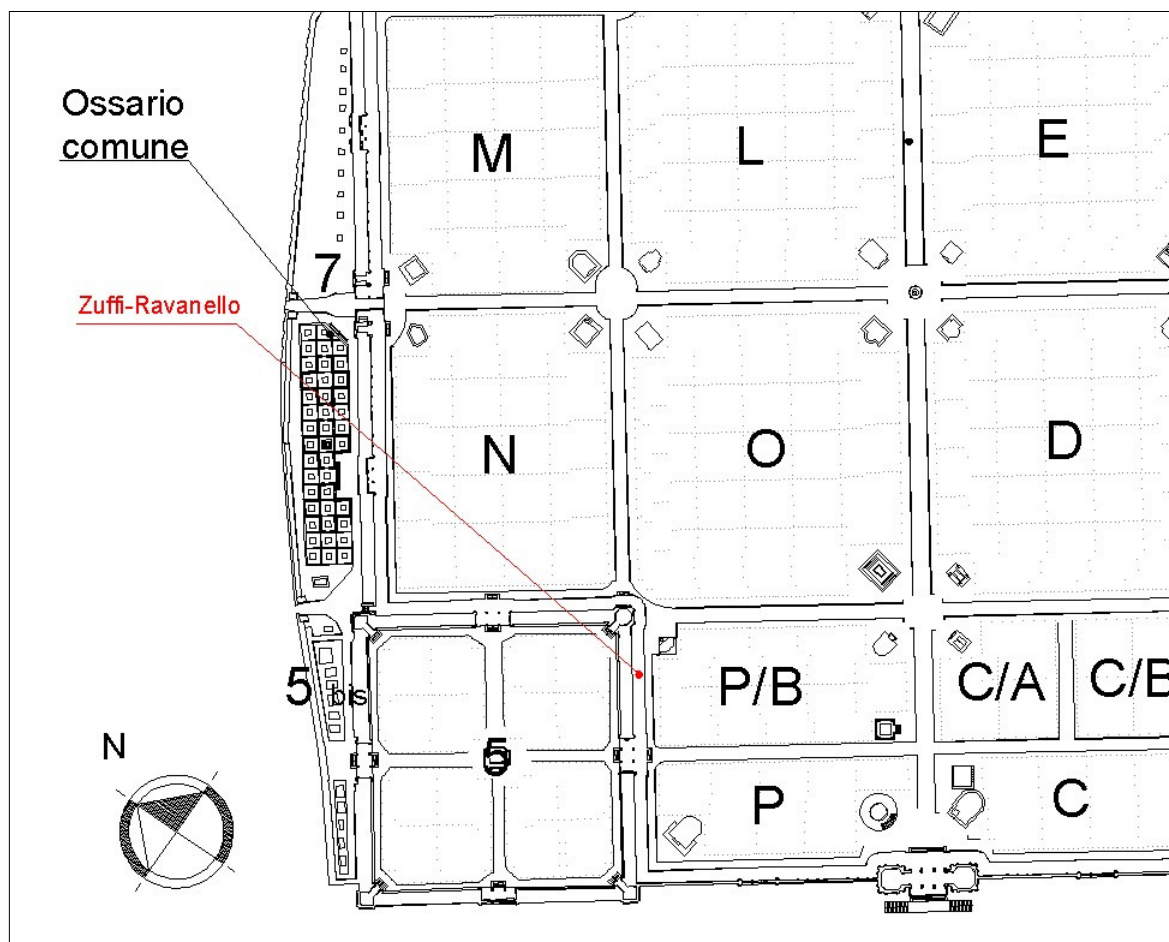 Ossario
comune
M
L
E
7
Zuffi-Ravanello
N
O
D
5 bis
P/B
C/A
C/B
N
5
P
C